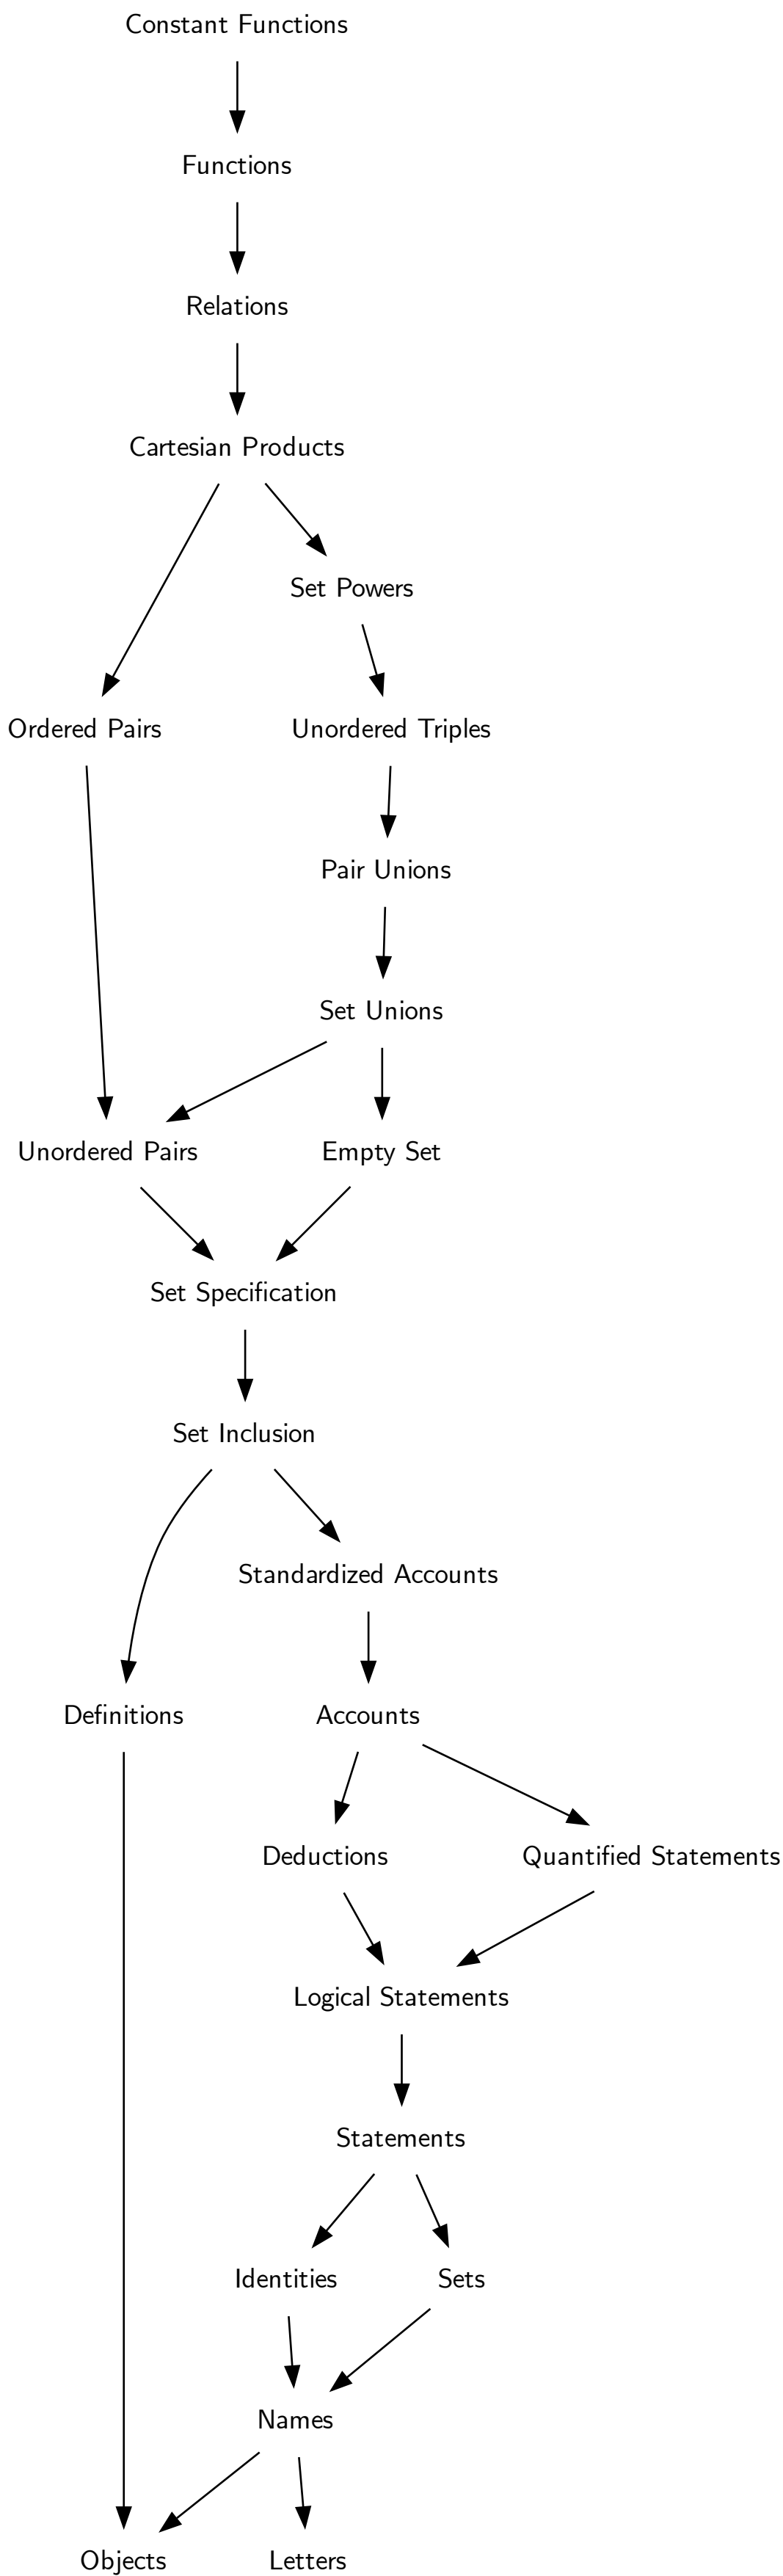 Constant Functions
Functions
Relations
Cartesian Products
Set Powers
Ordered Pairs
Unordered Triples
Pair Unions
Set Unions
Unordered Pairs
Empty Set
Set Specification
Set Inclusion
Standardized Accounts
Definitions
Accounts
Deductions
Quantified Statements
Logical Statements
Statements
Identities
Sets
Names
Objects
Letters